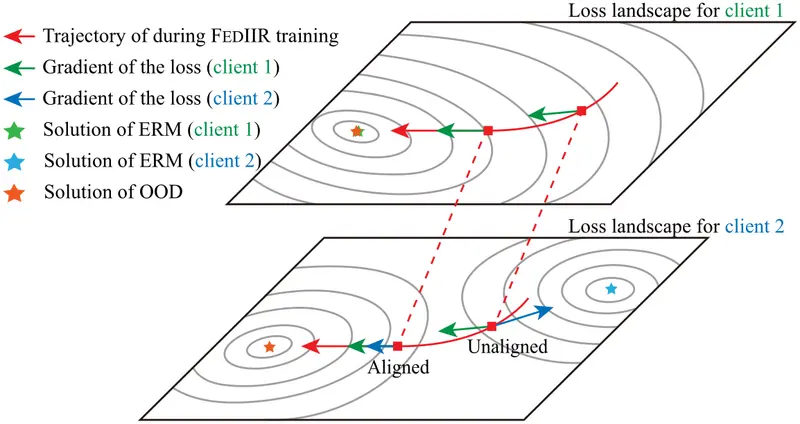 Loss landscape for client 1
Trajectory of during FEDIIR training
Gradient of the loss (client 1)
Gradient of the loss (client 2)
Solution of ERM (client 1)
Solution of ERM (client 2)
Solution of OOD
Loss landscape for client 2
Unaligned
Aligned